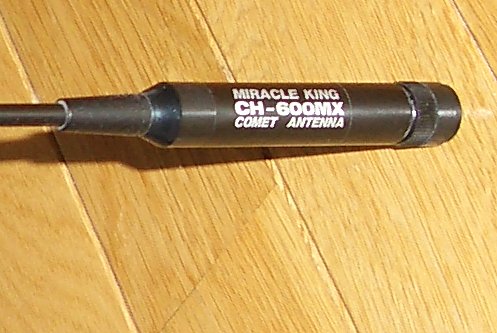 MIRACLE KING
CH-600MX
COMET ANTENNA